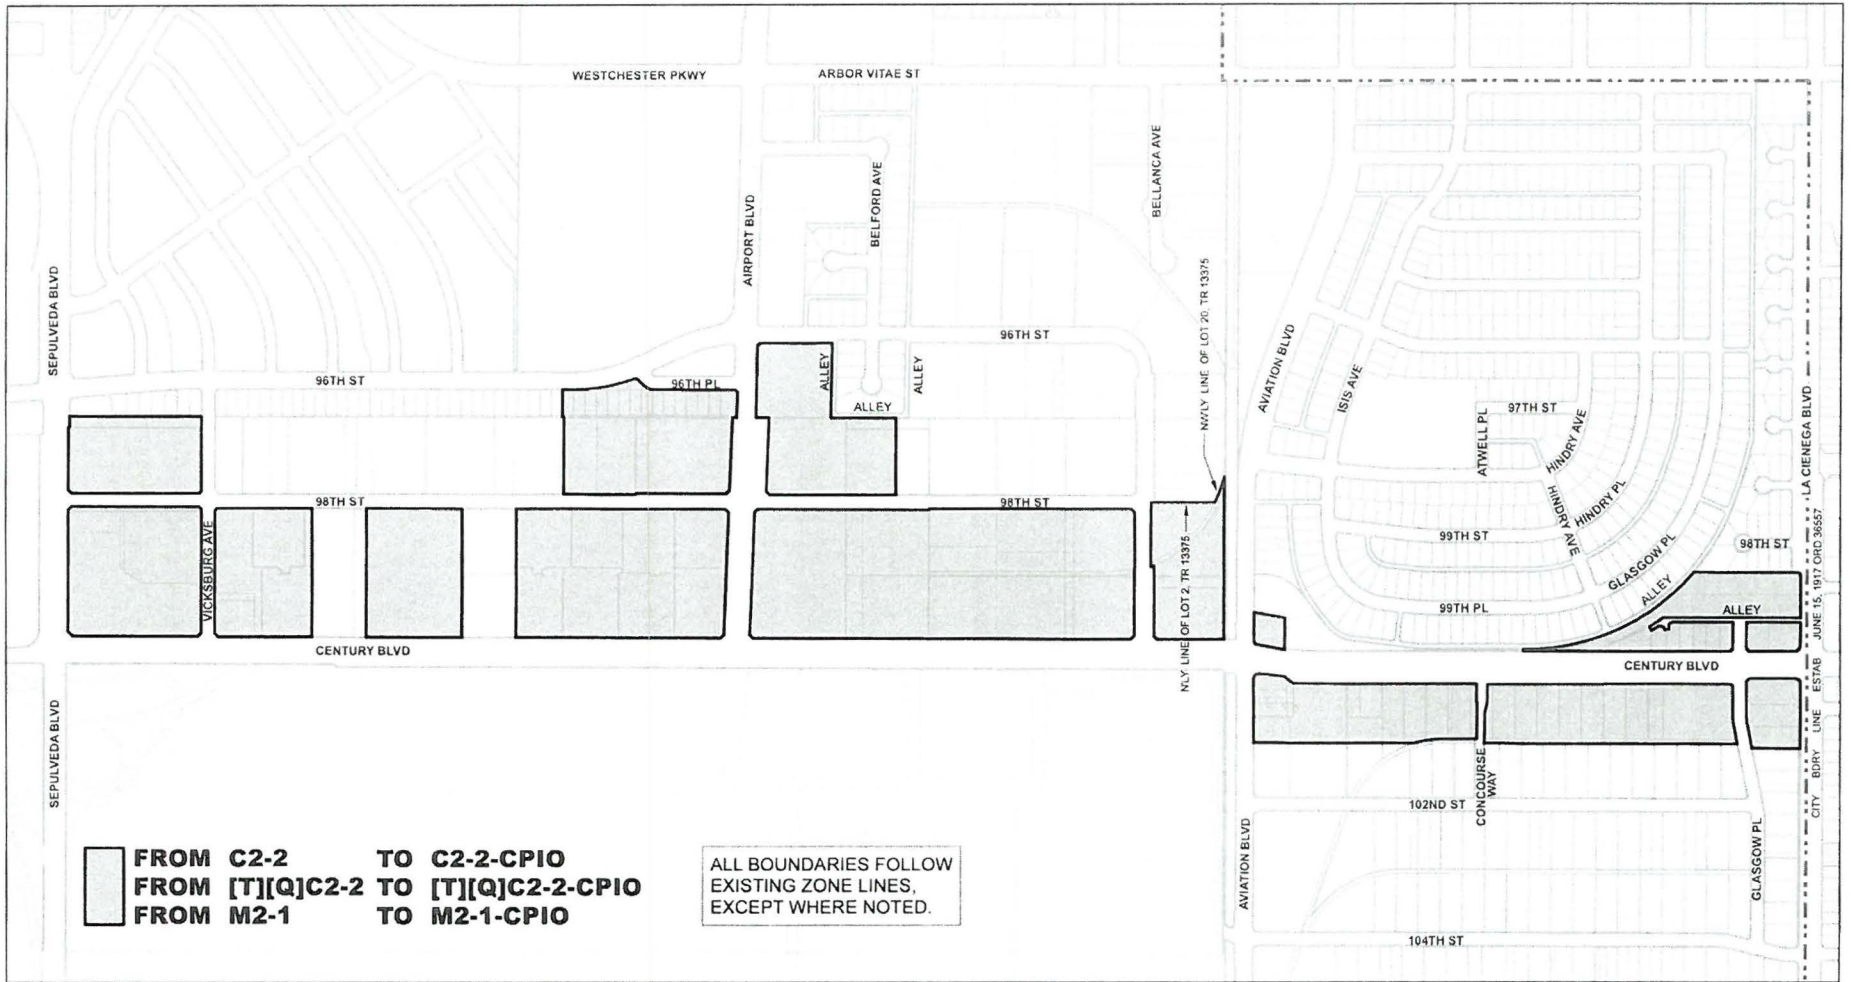 WESTCHESTER PKWY
ARBOR VITAE ST
BELLANCA AVE
BELFORD AVE
AIRPORT BLVD
SEPULVEDA BLVD
96TH ST
NWLY LINE OF LOT 20, TR 13375
AVIATION BLVD
ISIS AVE
96TH ST
96TH PL
ALLEY
ALLEY
ALLEY
97TH ST
ATWELL PL
HINDRY AVE
LA CIENEGA BLVD
98TH ST
98TH ST
VICKSBURG AVE
HINDRY AVE
HINDRY PL
99TH ST
GLASGOW PL
98TH ST
ALLEY
99TH PL
ALLEY
NLY LINE OF LOT 2, TR 13375
CITY BDRY LINE ESTAB JUNE 15, 1917 ORD 36557
CENTURY BLVD
CENTURY BLVD
SEPULVEDA BLVD
CONCOURSE
WAY
102ND ST
AVIATION BLVD
GLASGOW PL
104TH ST
FROM C2-2 TO C2-2-CPIO
FROM [T][Q]C2-2 TO [T][Q]C2-2-CPIO
FROM M2-1 TO M2-1-CPIO
ALL BOUNDARIES FOLLOW
EXISTING ZONE LINES,
EXCEPT WHERE NOTED.